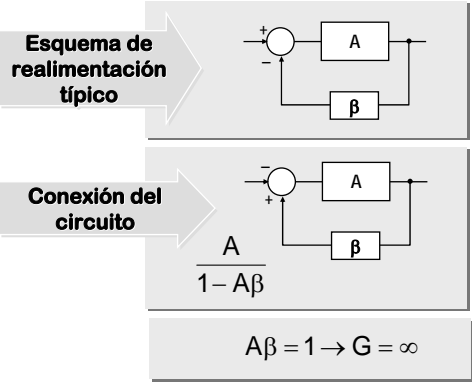 Esquema de
realimentación
típico
+
−
A
β
Conexión del
circuito
−
+
A
β
A
1 − Aβ
Aβ = 1 → G = ∞